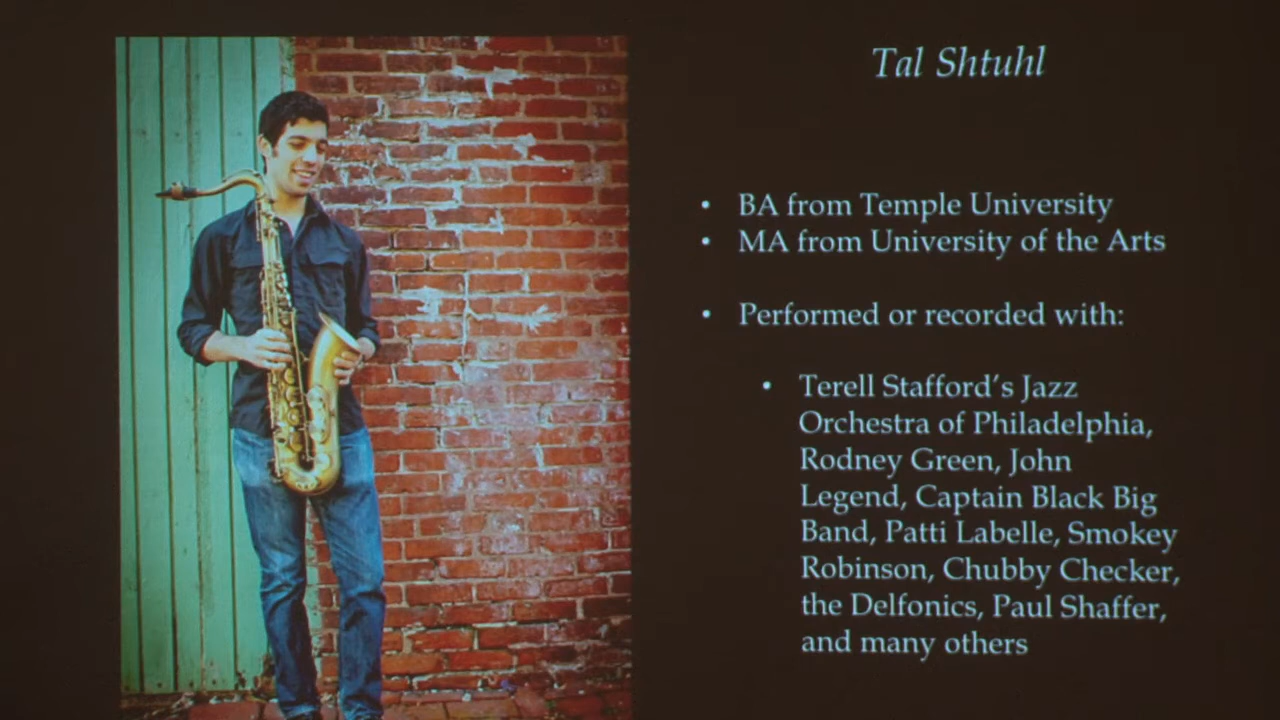 Tal Shtuhl
• BA from Temple University
• MA from University of the Arts
• Performed or recorded with:
• Terell Stafford’s Jazz
Orchestra of Philadelphia,
Rodney Green, John
Legend, Captain Black Big
Band, Patti Labelle, Smokey
Robinson, Chubby Checker,
the Delfonics, Paul Shaffer,
and many others